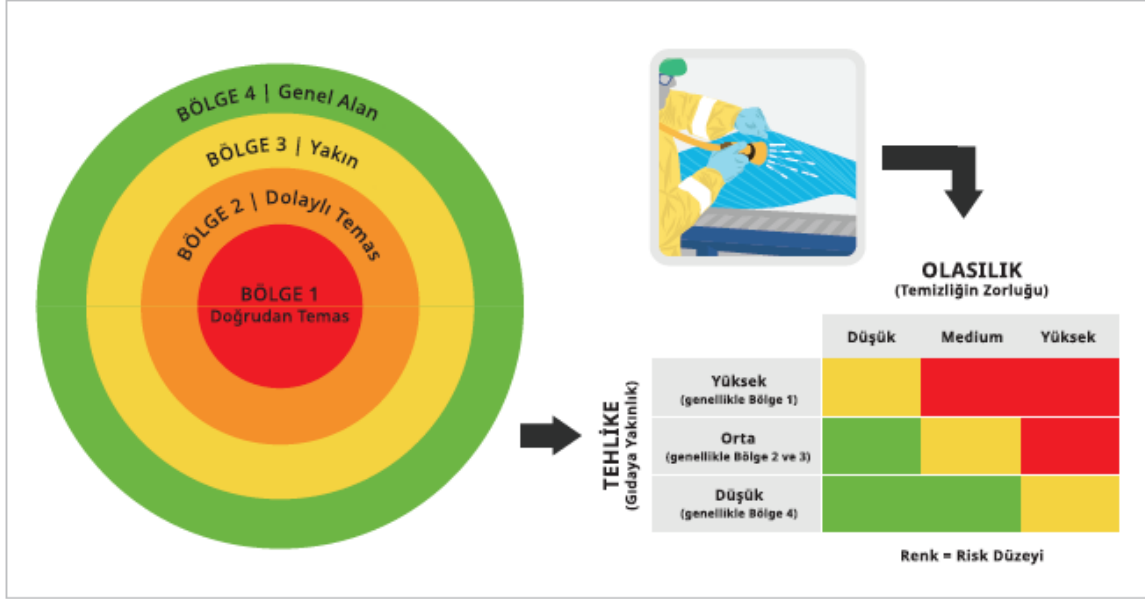 BÖLGE 4 | Genel Alan
BÖLGE 3 | Yakın
BÖLGE 2 | Dolaylı Temas
BÖLGE 1
Doğrudan Temas
OLASILIK
(Temizliğin Zorluğu)
Düşük Medium Yüksek
TEHLİKE
(Gıdaya Yakınlık)
Yüksek
(genellikle Bölge 1)
Orta
(genellikle Bölge 2 ve 3)
Düşük
(genellikle Bölge 4)
Renk = Risk Düzeyi